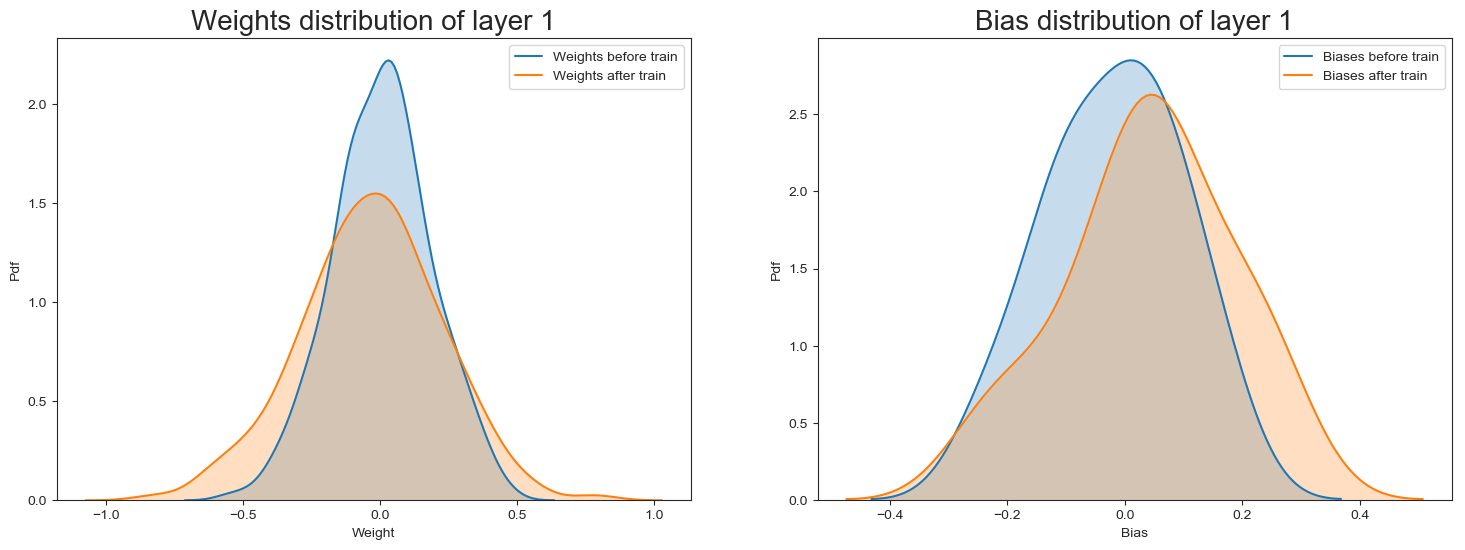 Weights distribution of layer 1
Weights before train
Weights after train
Pdf
2.0
1.5
1.0
0.5
0.0
−1.0
−0.5
0.0
0.5
1.0
Weight
Bias distribution of layer 1
Biases before train
Biases after train
Pdf
2.5
2.0
1.5
1.0
0.5
0.0
−0.4
−0.2
0.0
0.2
0.4
Bias